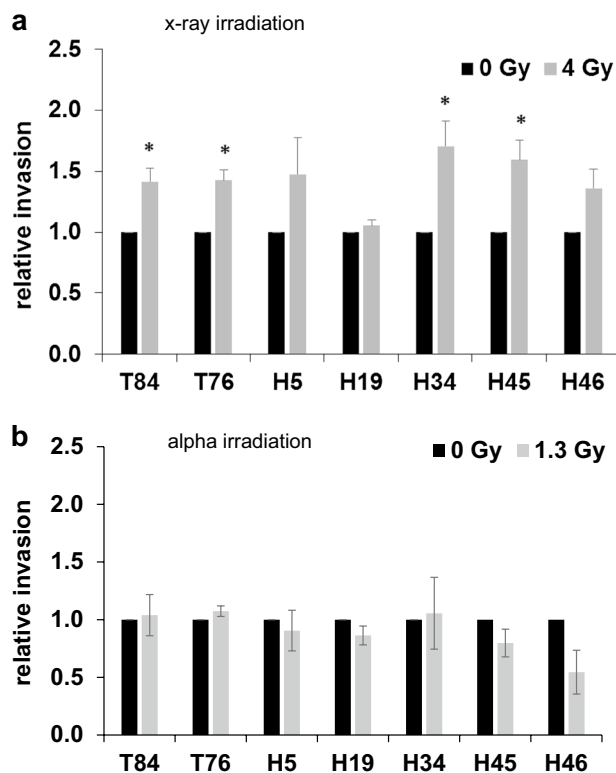 a
x-ray irradiation
0 Gy 4 Gy
relative invasion
2.5
2.0
1.5
1.0
0.5
0.0
* * * *
T84 T76 H5 H19 H34 H45 H46
b
alpha irradiation
0 Gy 1.3 Gy
relative invasion
2.5
2.0
1.5
1.0
0.5
0.0
T84 T76 H5 H19 H34 H45 H46